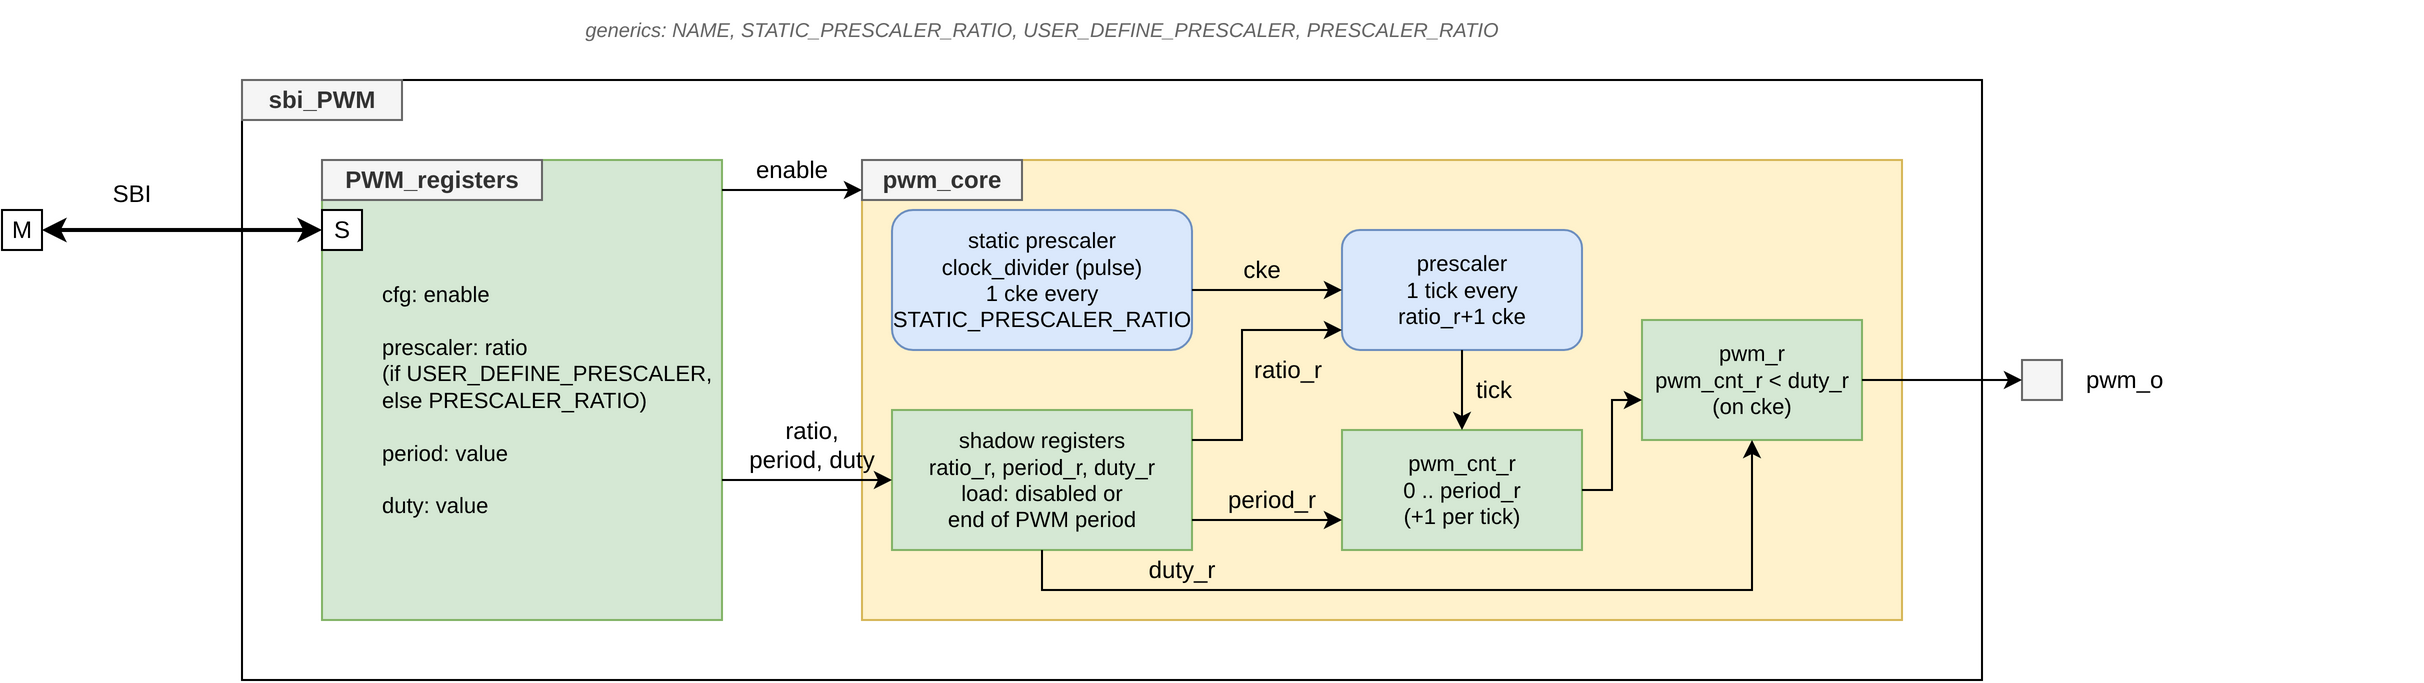 generics: NAME, STATIC_PRESCALER_RATIO, USER_DEFINE_PRESCALER, PRESCALER_RATIO
sbi_PWM
SBI
M
PWM_registers
S
cfg: enable
prescaler: ratio
(if USER_DEFINE_PRESCALER,
else PRESCALER_RATIO)
period: value
duty: value
enable
ratio,
period, duty
pwm_core
static prescaler
clock_divider (pulse)
1 cke every
STATIC_PRESCALER_RATIO
cke
prescaler
1 tick every
ratio_r+1 cke
ratio_r
tick
shadow registers
ratio_r, period_r, duty_r
load: disabled or
end of PWM period
period_r
duty_r
pwm_cnt_r
0 .. period_r
(+1 per tick)
pwm_r
pwm_cnt_r < duty_r
(on cke)
pwm_o